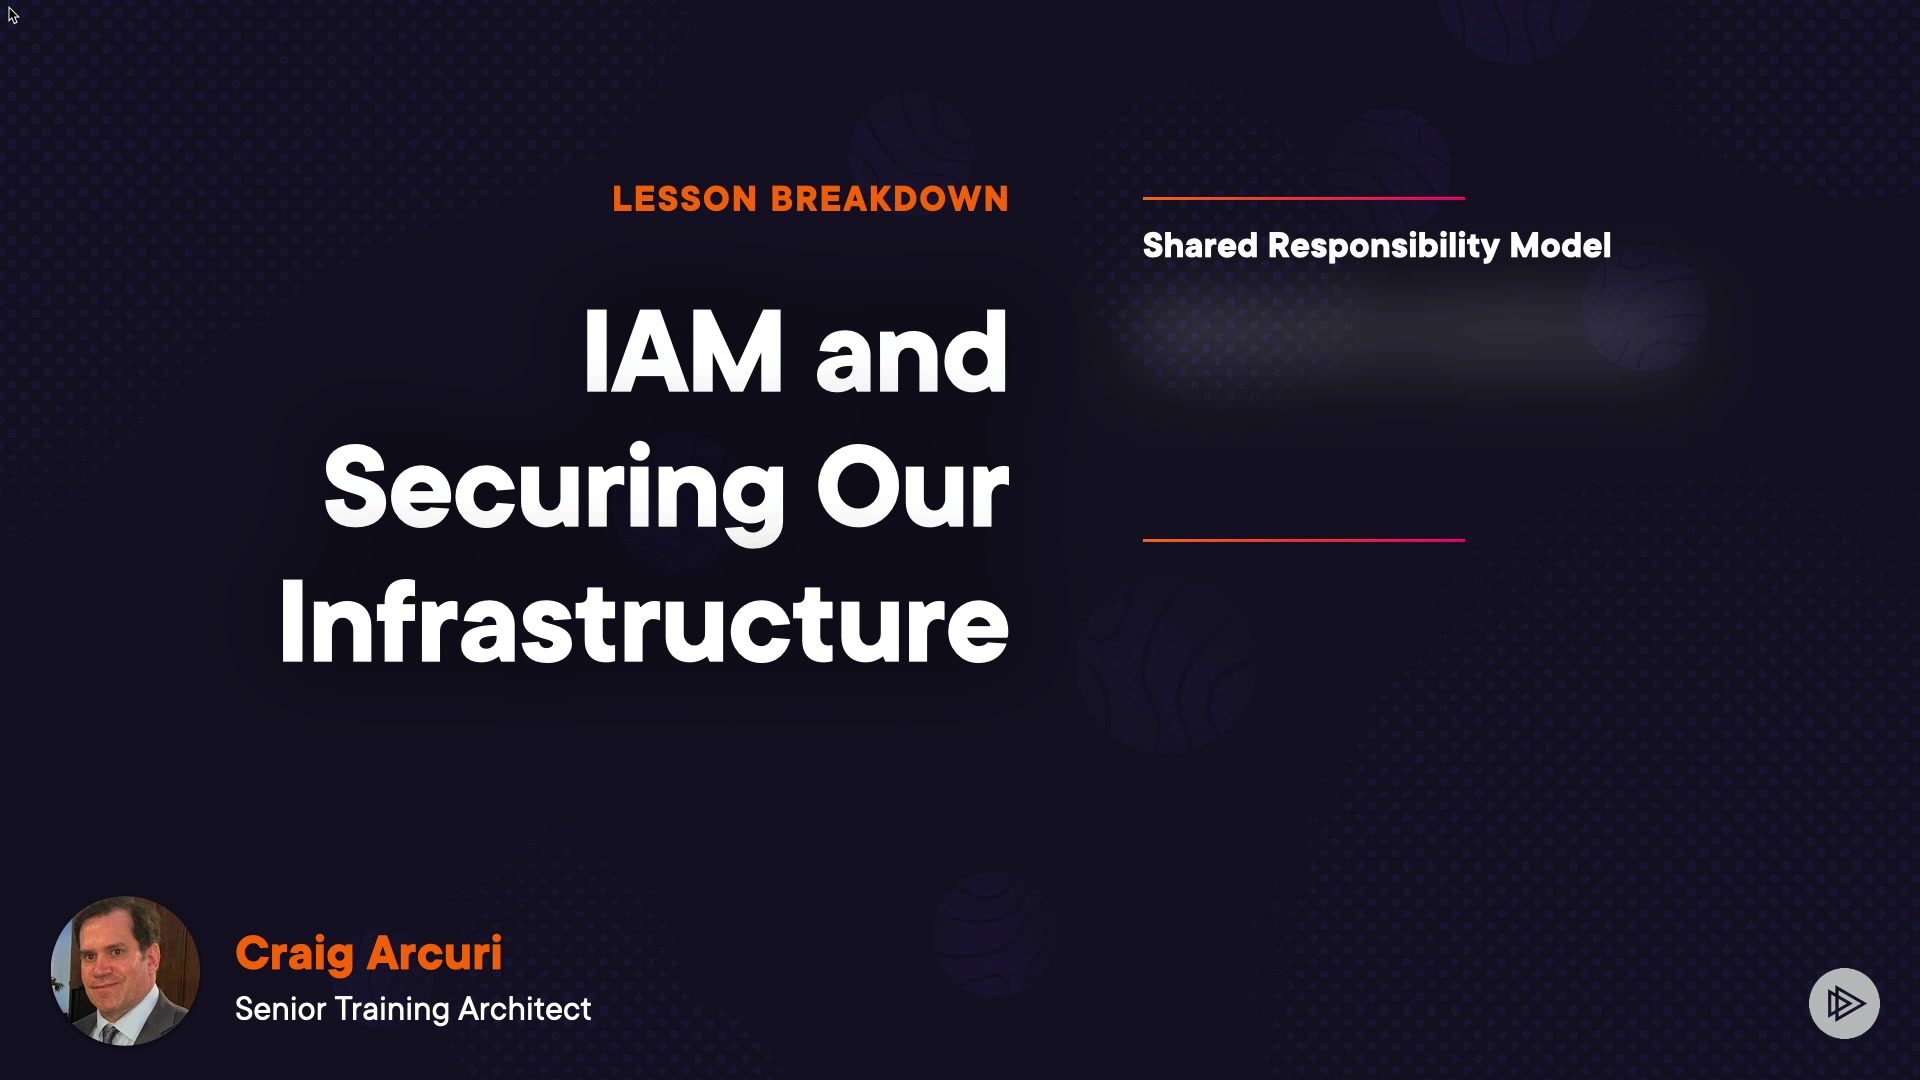 LESSON BREAKDOWN
IAM and
Securing Our
Infrastructure
Shared Responsibility Model
Craig Arcuri
Senior Training Architect